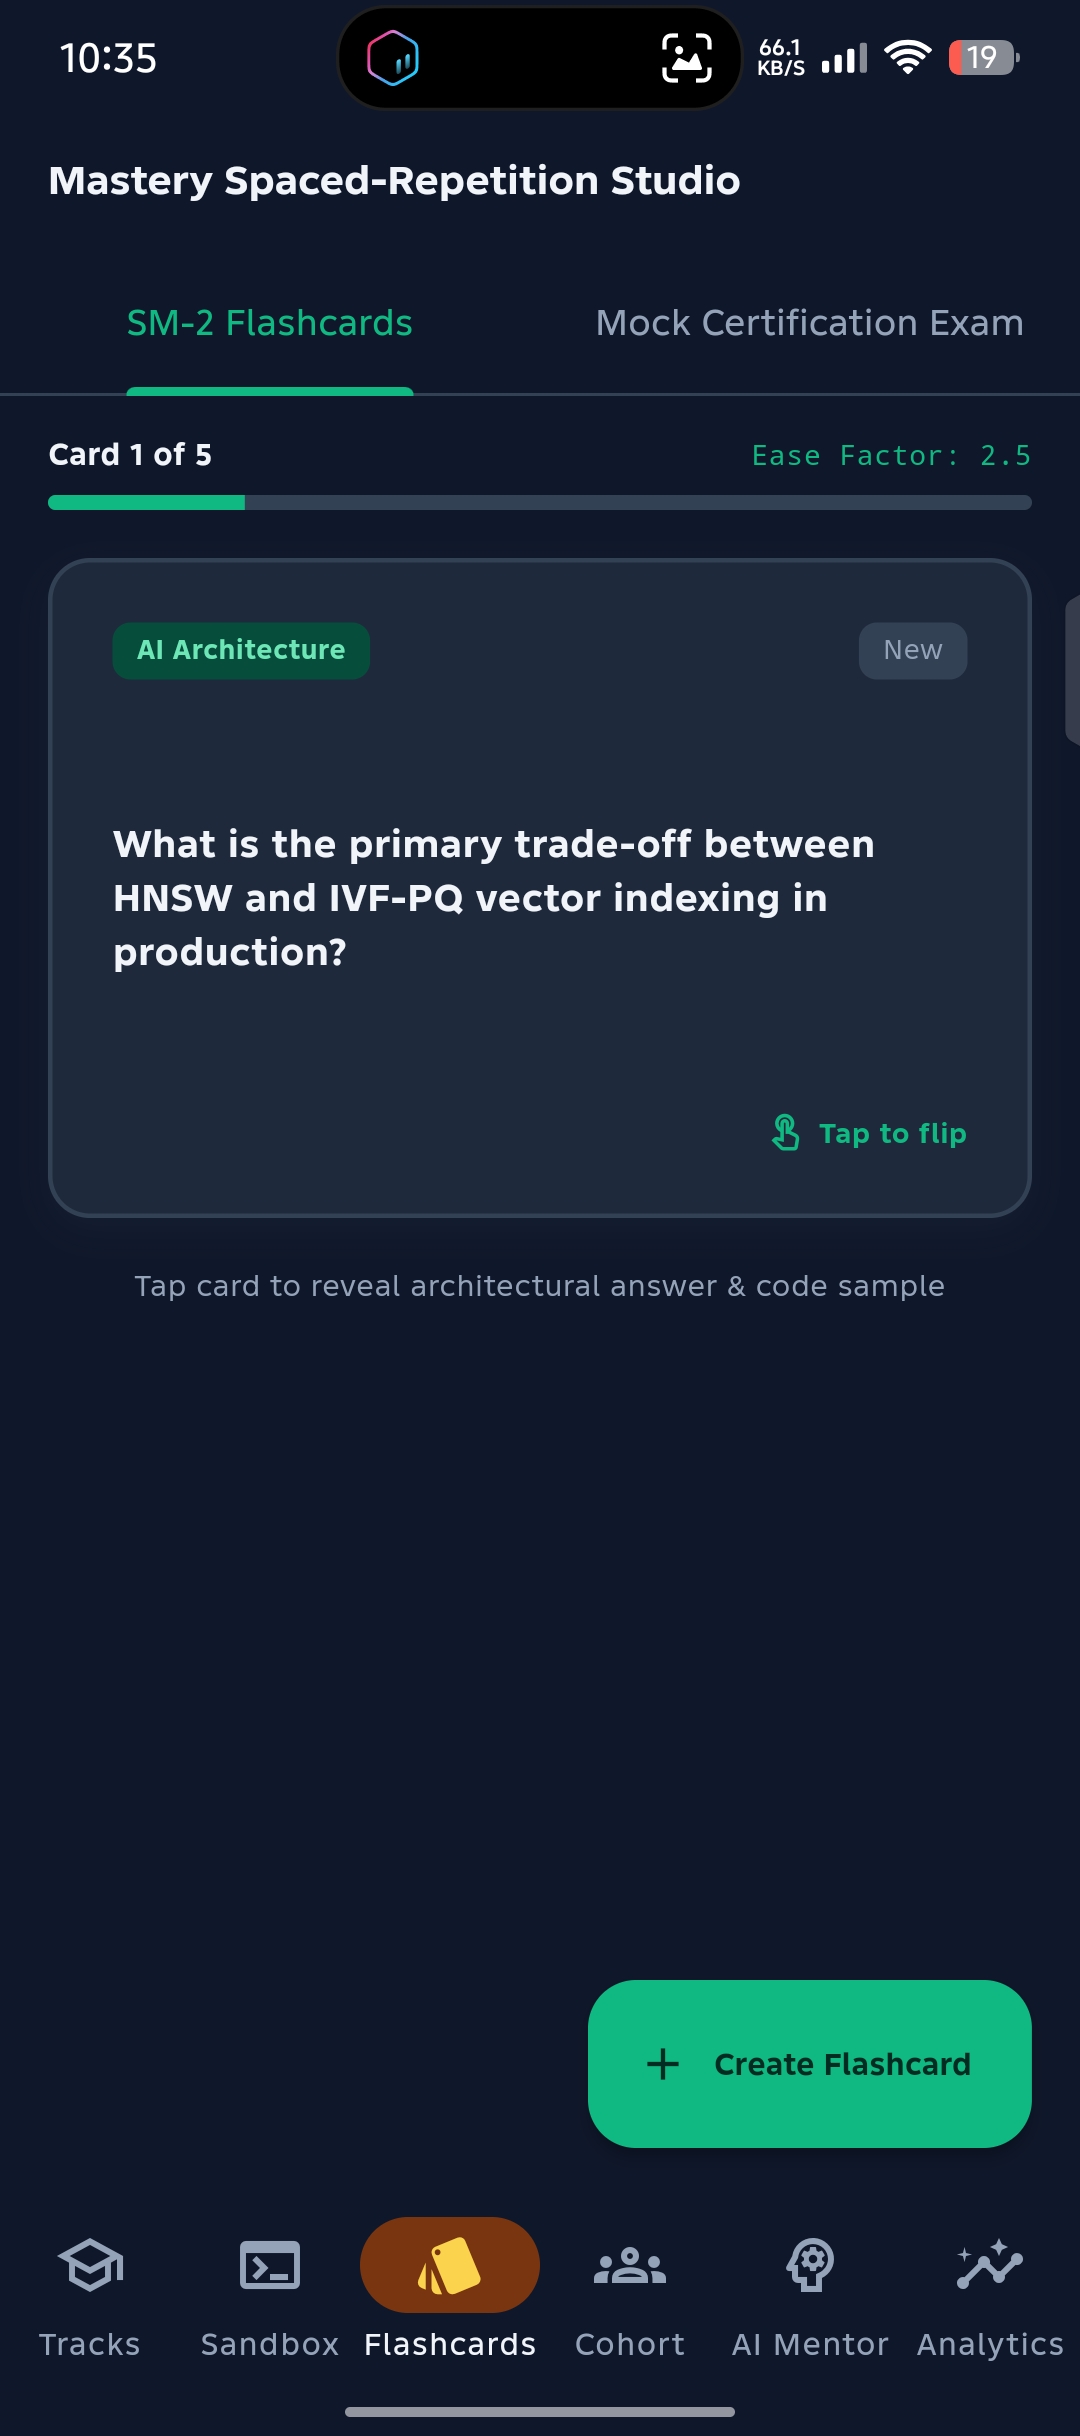 10:35
66.1
KB/S
19
Mastery Spaced-Repetition Studio
SM-2 Flashcards
Mock Certification Exam
Card 1 of 5
Ease Factor: 2.5
AI Architecture
New
What is the primary trade-off between
HNSW and IVF-PQ vector indexing in
production?
Tap to flip
Tap card to reveal architectural answer & code sample
+ Create Flashcard
Tracks
Sandbox
Flashcards
Cohort
AI Mentor
Analytics